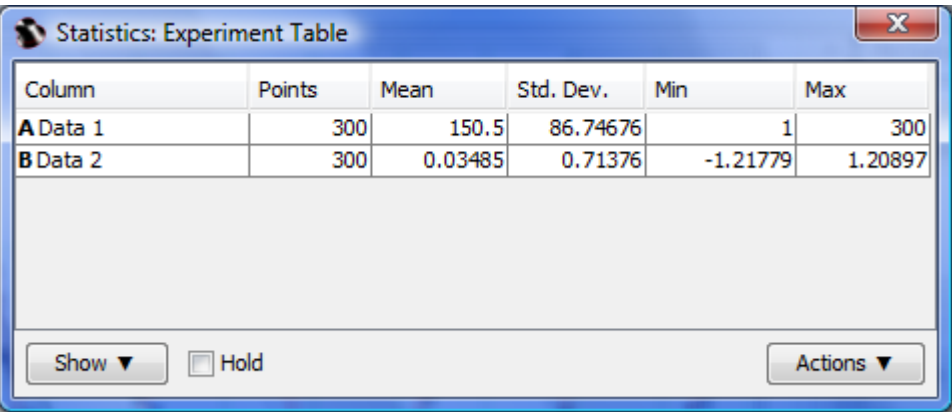 Statistics: Experiment Table
Column Points Mean Std. Dev. Min Max
A Data 1 300 150.5 86.74676 1 300
B Data 2 300 0.03485 0.71376 -1.21779 1.20897
Show ▼ Hold Actions ▼